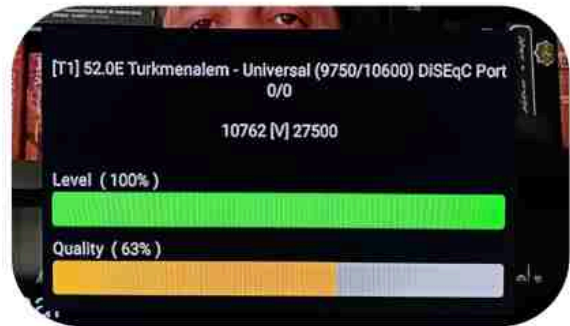 [T1] 52.0E Turkmenalem - Universal (9750/10600) DiSEqC Port
0/0
10762 [V] 27500
Level ( 100% )
Quality ( 63% )